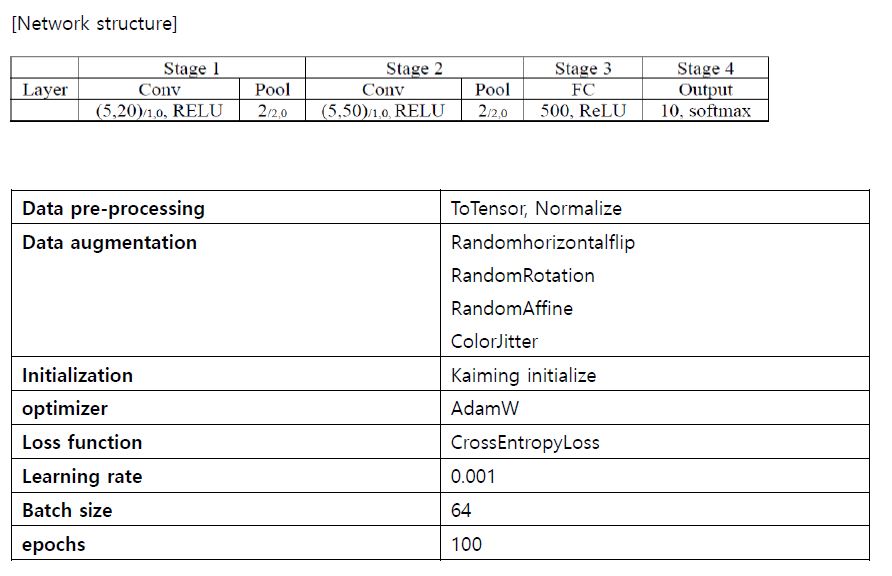 [Network structure]
Stage 1 Stage 2 Stage 3 Stage 4
Layer Conv Pool Conv Pool FC Output
(5,20)/1,0, RELU 2/2,0 (5,50)/1,0, RELU 2/2,0 500, ReLU 10, softmax
Data pre-processing ToTensor, Normalize
Data augmentation Randomhorizontalflip
RandomRotation
RandomAffine
ColorJitter
Initialization Kaiming initialize
optimizer AdamW
Loss function CrossEntropyLoss
Learning rate 0.001
Batch size 64
epochs 100